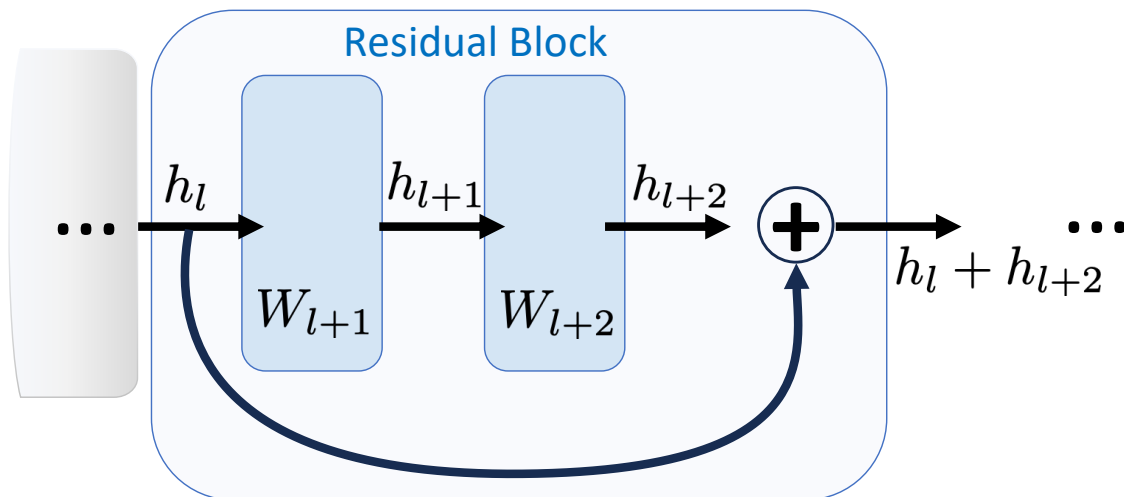 Residual Block
...
h_l
h_{l+1}
h_{l+2}
+
...
h_l + h_{l+2}
W_{l+1}
W_{l+2}